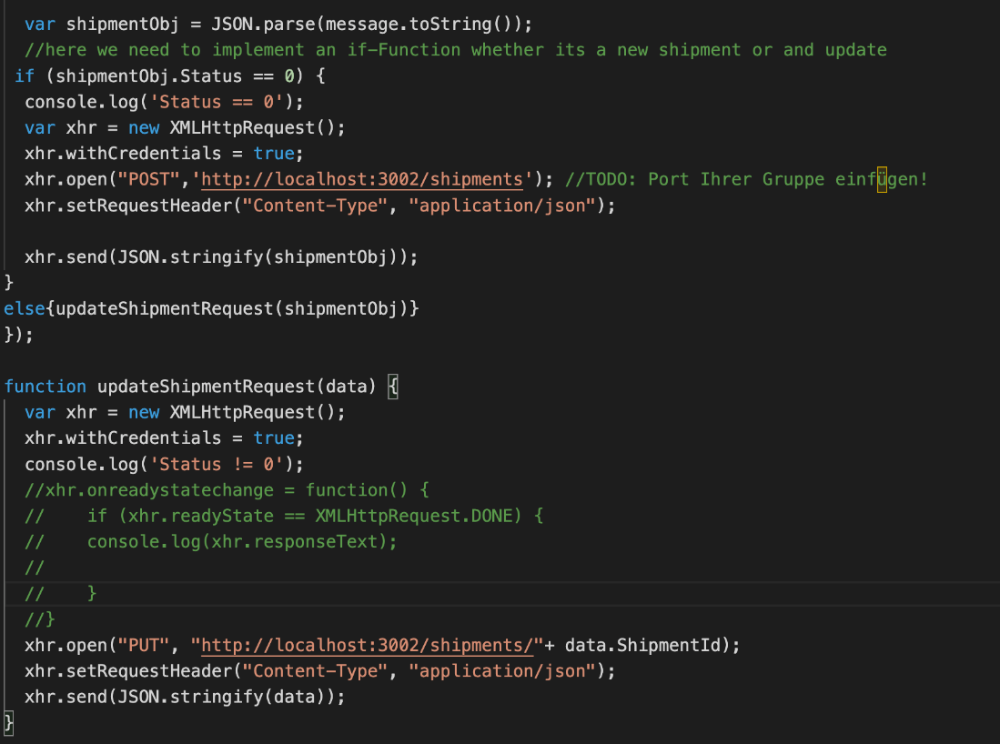 var shipmentObj = JSON.parse(message.toString());
//here we need to implement an if-Function whether its a new shipment or and update
if (shipmentObj.Status == 0) {
console.log('Status == 0');
var xhr = new XMLHttpRequest();
xhr.withCredentials = true;
xhr.open("POST",'http://localhost:3002/shipments'); //TODO: Port Ihrer Gruppe einfügen!
xhr.setRequestHeader("Content-Type", "application/json");
xhr.send(JSON.stringify(shipmentObj));
}
else{updateShipmentRequest(shipmentObj)}
});
function updateShipmentRequest(data) {
var xhr = new XMLHttpRequest();
xhr.withCredentials = true;
console.log('Status != 0');
//xhr.onreadystatechange = function() {
//    if (xhr.readyState == XMLHttpRequest.DONE) {
//    console.log(xhr.responseText);
//
//    }
//}
xhr.open("PUT", "http://localhost:3002/shipments/"+ data.ShipmentId);
xhr.setRequestHeader("Content-Type", "application/json");
xhr.send(JSON.stringify(data));
}